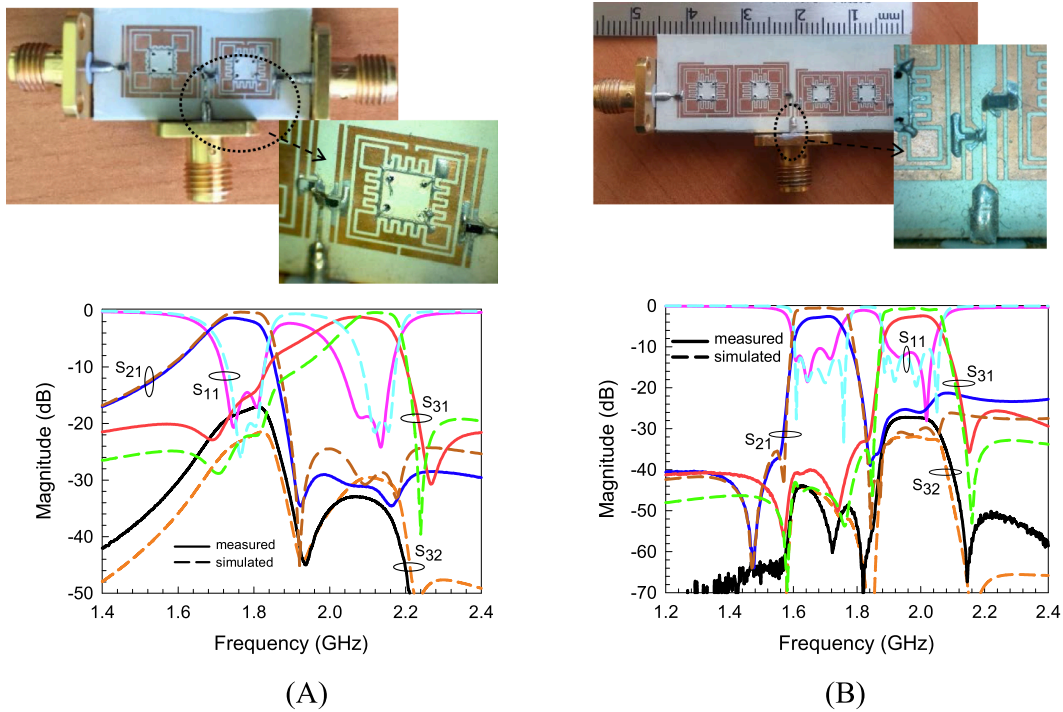 5 4 3 2 1 mm
0
-10
-20
-30
-40
-50
Magnitude (dB)
1.4 1.6 1.8 2.0 2.2 2.4
Frequency (GHz)
S21
S11
S31
S32
measured
simulated
(A)
0
-10
-20
-30
-40
-50
-60
-70
Magnitude (dB)
1.2 1.4 1.6 1.8 2.0 2.2 2.4
Frequency (GHz)
measured
simulated
S11
S31
S21
S32
(B)